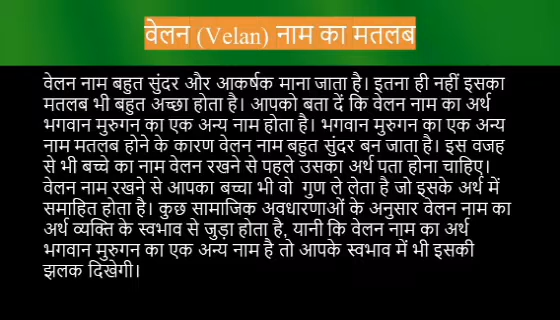 वेलन (Velan) नाम का मतलब
वेलन नाम बहुत सुंदर और आकर्षक माना जाता है। इतना ही नहीं इसका
मतलब भी बहुत अच्छा होता है। आपको बता दें कि वेलन नाम का अर्थ
भगवान मुरुगन का एक अन्य नाम होता है। भगवान मुरुगन का एक अन्य
नाम मतलब होने के कारण वेलन नाम बहुत सुंदर बन जाता है। इस वजह
से भी बच्चे का नाम वेलन रखने से पहले उसका अर्थ पता होना चाहिए।
वेलन नाम रखने से आपका बच्चा भी वो गुण ले लेता है जो इसके अर्थ में
समाहित होता है। कुछ सामाजिक अवधारणाओं के अनुसार वेलन नाम का
अर्थ व्यक्ति के स्वभाव से जुड़ा होता है, यानी कि वेलन नाम का अर्थ
भगवान मुरुगन का एक अन्य नाम है तो आपके स्वभाव में भी इसकी
झलक दिखेगी।